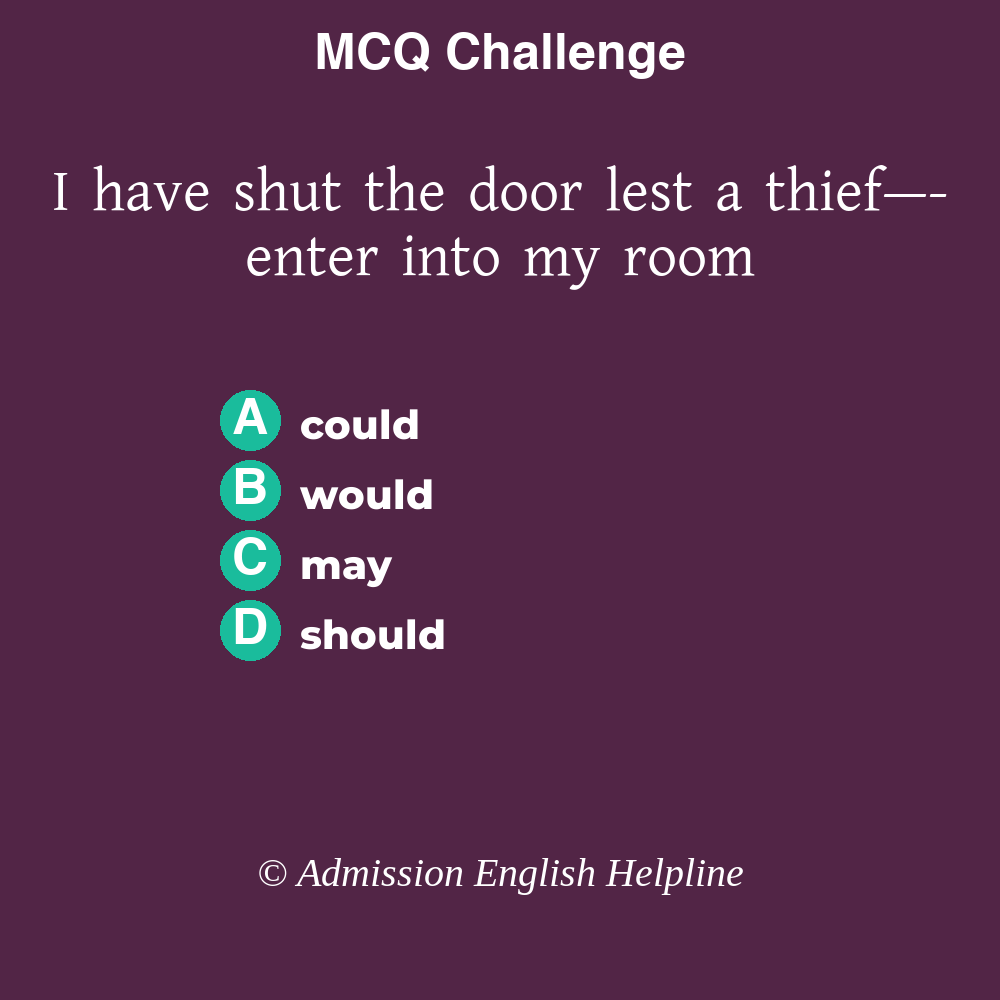 MCQ Challenge
I have shut the door lest a thief—-
enter into my room
A could
B would
C may
D should
© Admission English Helpline